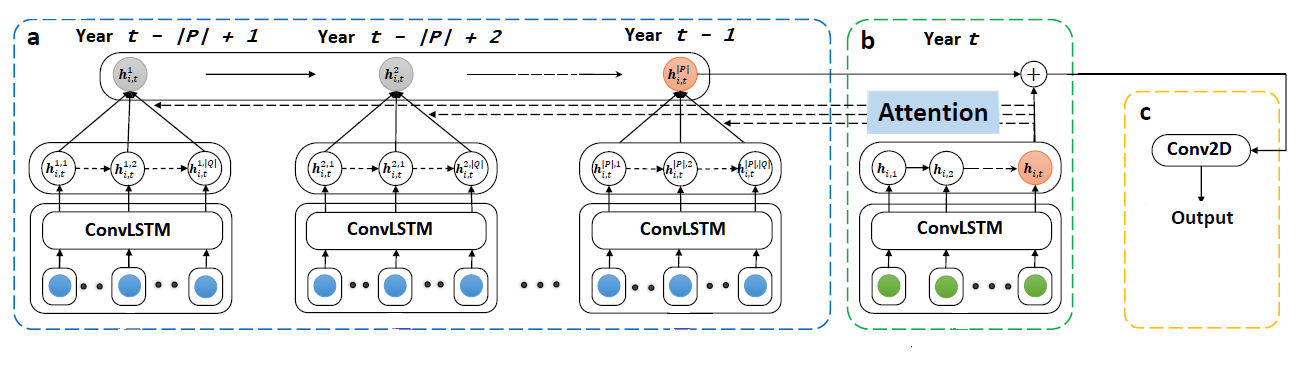 a
Year t - |P| + 1
Year t - |P| + 2
Year t - 1
b
Year t
h_{i,t}^{1}
h_{i,t}^{2}
h_{i,t}^{|P|}
+
Attention
c
Conv2D
Output
h_{i,t}^{1,1}
h_{i,t}^{1,2}
h_{i,t}^{1,|Q|}
h_{i,t}^{2,1}
h_{i,t}^{2,1}
h_{i,t}^{2,|Q|}
h_{i,t}^{|P|,1}
h_{i,t}^{|P|,2}
h_{i,t}^{|P|,|Q|}
h_{i,1}
h_{i,2}
h_{i,t}
ConvLSTM
ConvLSTM
ConvLSTM
ConvLSTM